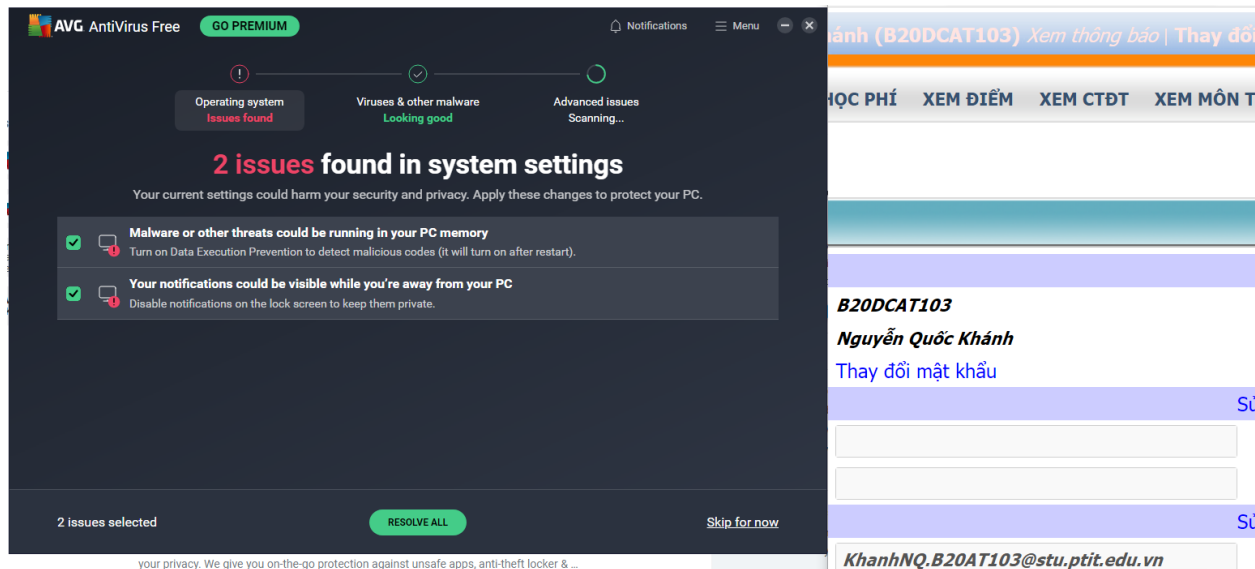 AVG AntiVirus Free
GO PREMIUM
Notifications
Menu
Operating system
Issues found
Viruses & other malware
Looking good
Advanced issues
Scanning...
2 issues found in system settings
Your current settings could harm your security and privacy. Apply these changes to protect your PC.
Malware or other threats could be running in your PC memory
Turn on Data Execution Prevention to detect malicious codes (it will turn on after restart).
Your notifications could be visible while you're away from your PC
Disable notifications on the lock screen to keep them private.
2 issues selected
RESOLVE ALL
Skip for now
your privacy. We give you on-the-go protection against unsafe apps, anti-theft locker & ...
ánh (B20DCAT103) Xem thông báo | Thay đổi
HỌC PHÍ XEM ĐIỂM XEM CTĐT XEM MÔN T
B20DCAT103
Nguyễn Quốc Khánh
Thay đổi mật khẩu
Sử
Sử
KhanhNQ.B20AT103@stu.ptit.edu.vn